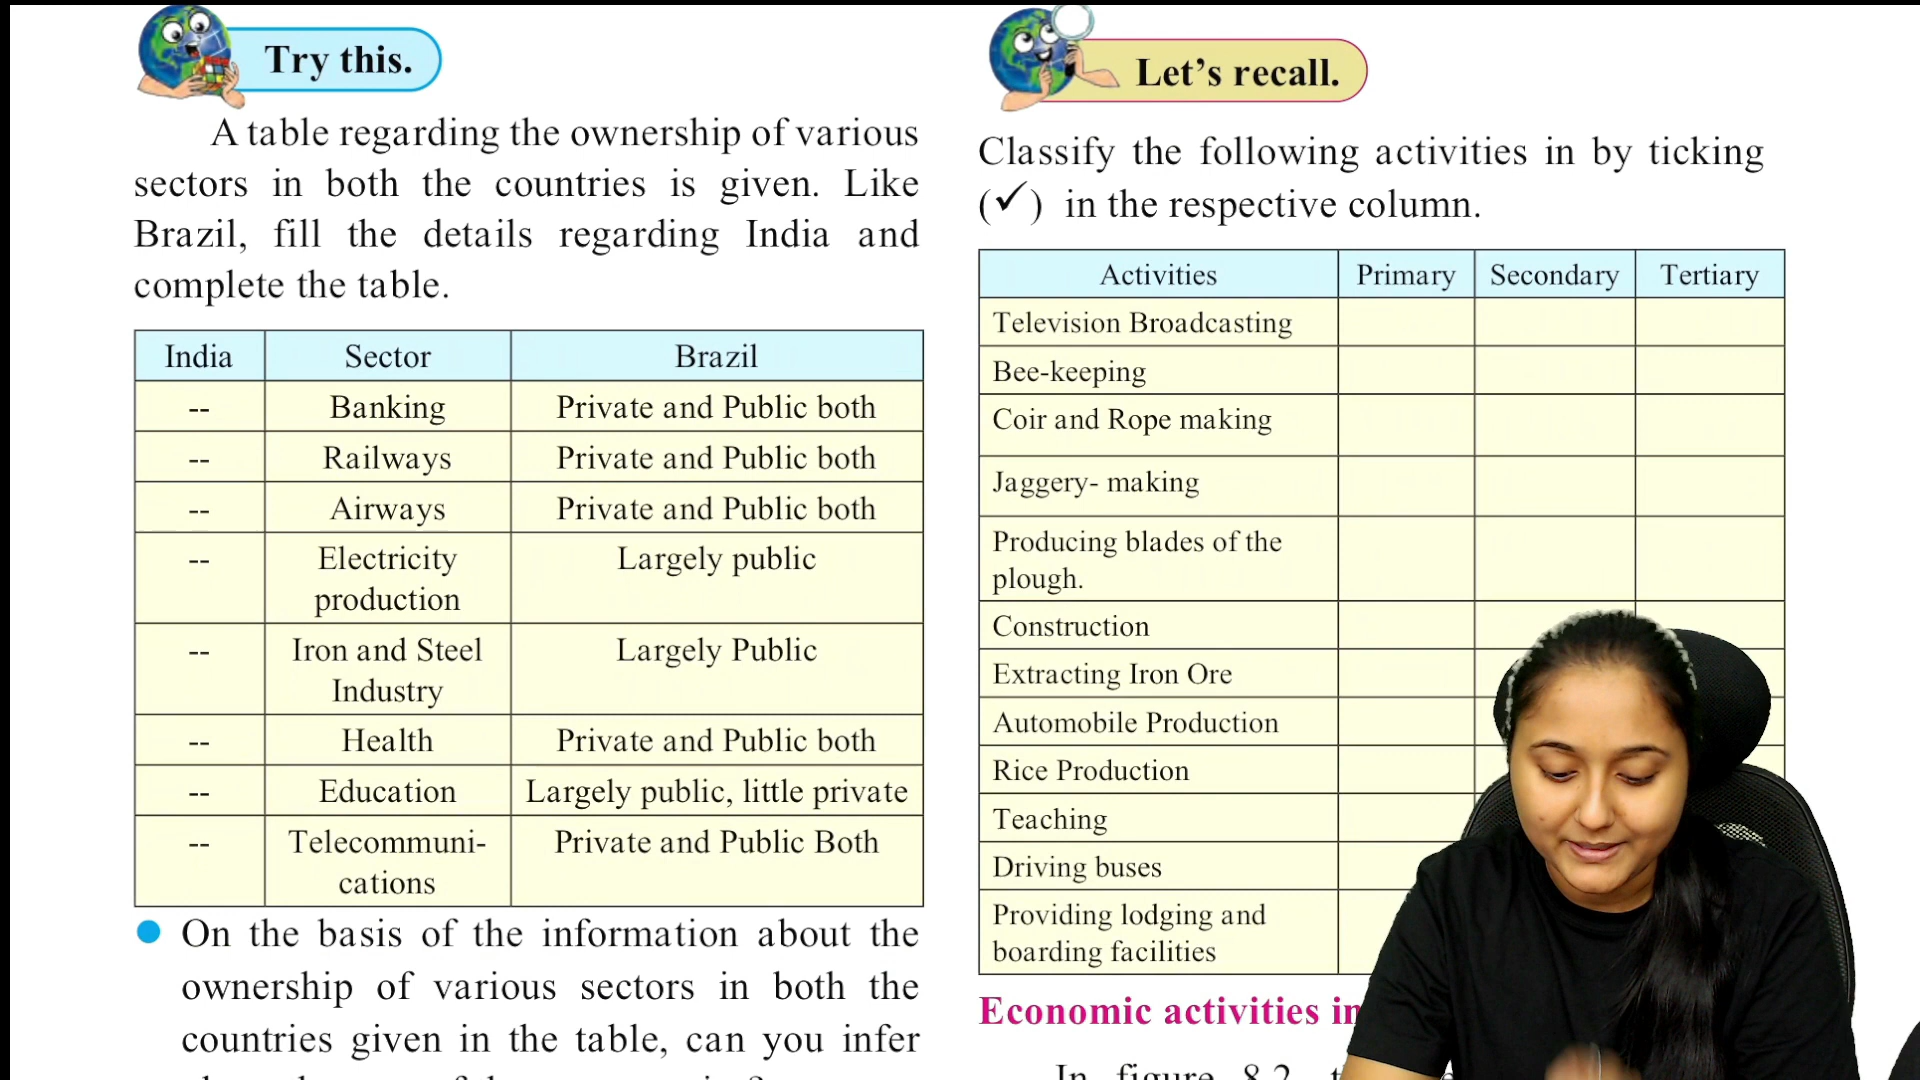 Try this.
A table regarding the ownership of various
sectors in both the countries is given. Like
Brazil, fill the details regarding India and
complete the table.
India Sector Brazil
-- Banking Private and Public both
-- Railways Private and Public both
-- Airways Private and Public both
-- Electricity Largely public
production
-- Iron and Steel Largely Public
Industry
-- Health Private and Public both
-- Education Largely public, little private
-- Telecommuni- Private and Public Both
cations
On the basis of the information about the
ownership of various sectors in both the
countries given in the table, can you infer
Let's recall.
Classify the following activities in by ticking
(✓) in the respective column.
Activities Primary Secondary Tertiary
Television Broadcasting
Bee-keeping
Coir and Rope making
Jaggery- making
Producing blades of the
plough.
Construction
Extracting Iron Ore
Automobile Production
Rice Production
Teaching
Driving buses
Providing lodging and
boarding facilities
Economic activities in
In figure 8.2,